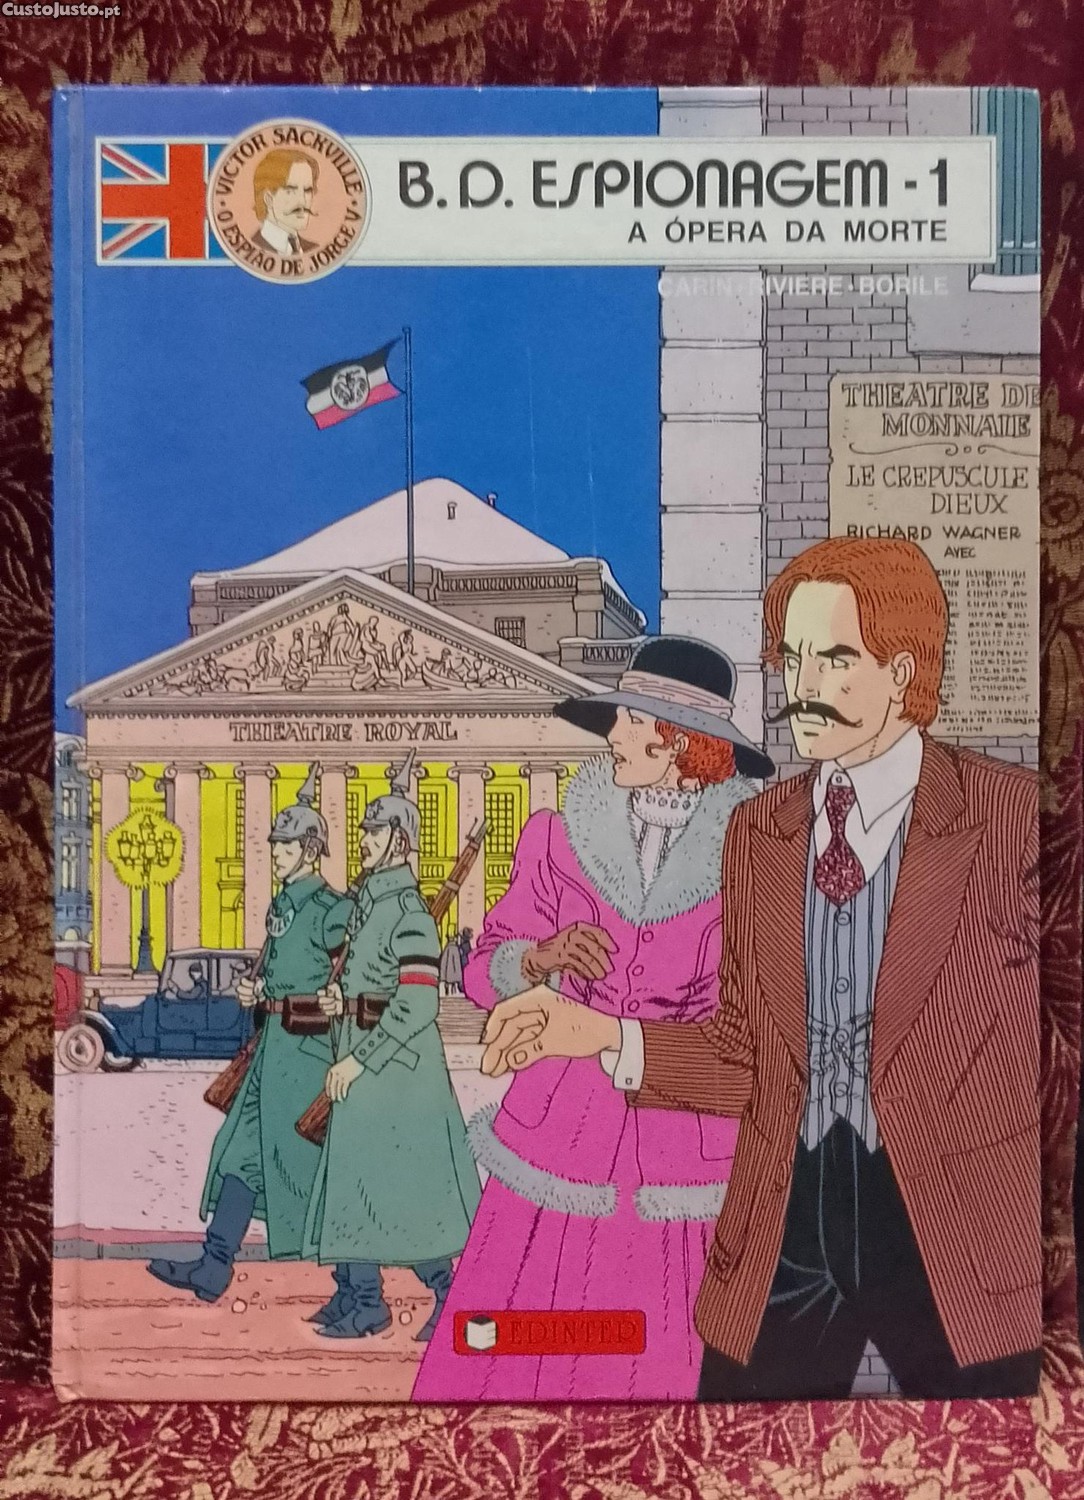 CustoJusto.pt
VICTOR SACKVILLE
O ESPIÃO DE JORGE V
B.D. ESPIONAGEM - 1
A ÓPERA DA MORTE
CARIN · RIVIERE · BORILE
THEATRE DE
MONNAIE
LE CREPUSCULE
DIEUX
RICHARD WAGNER
AVEC
THEATRE ROYAL
EDINTER